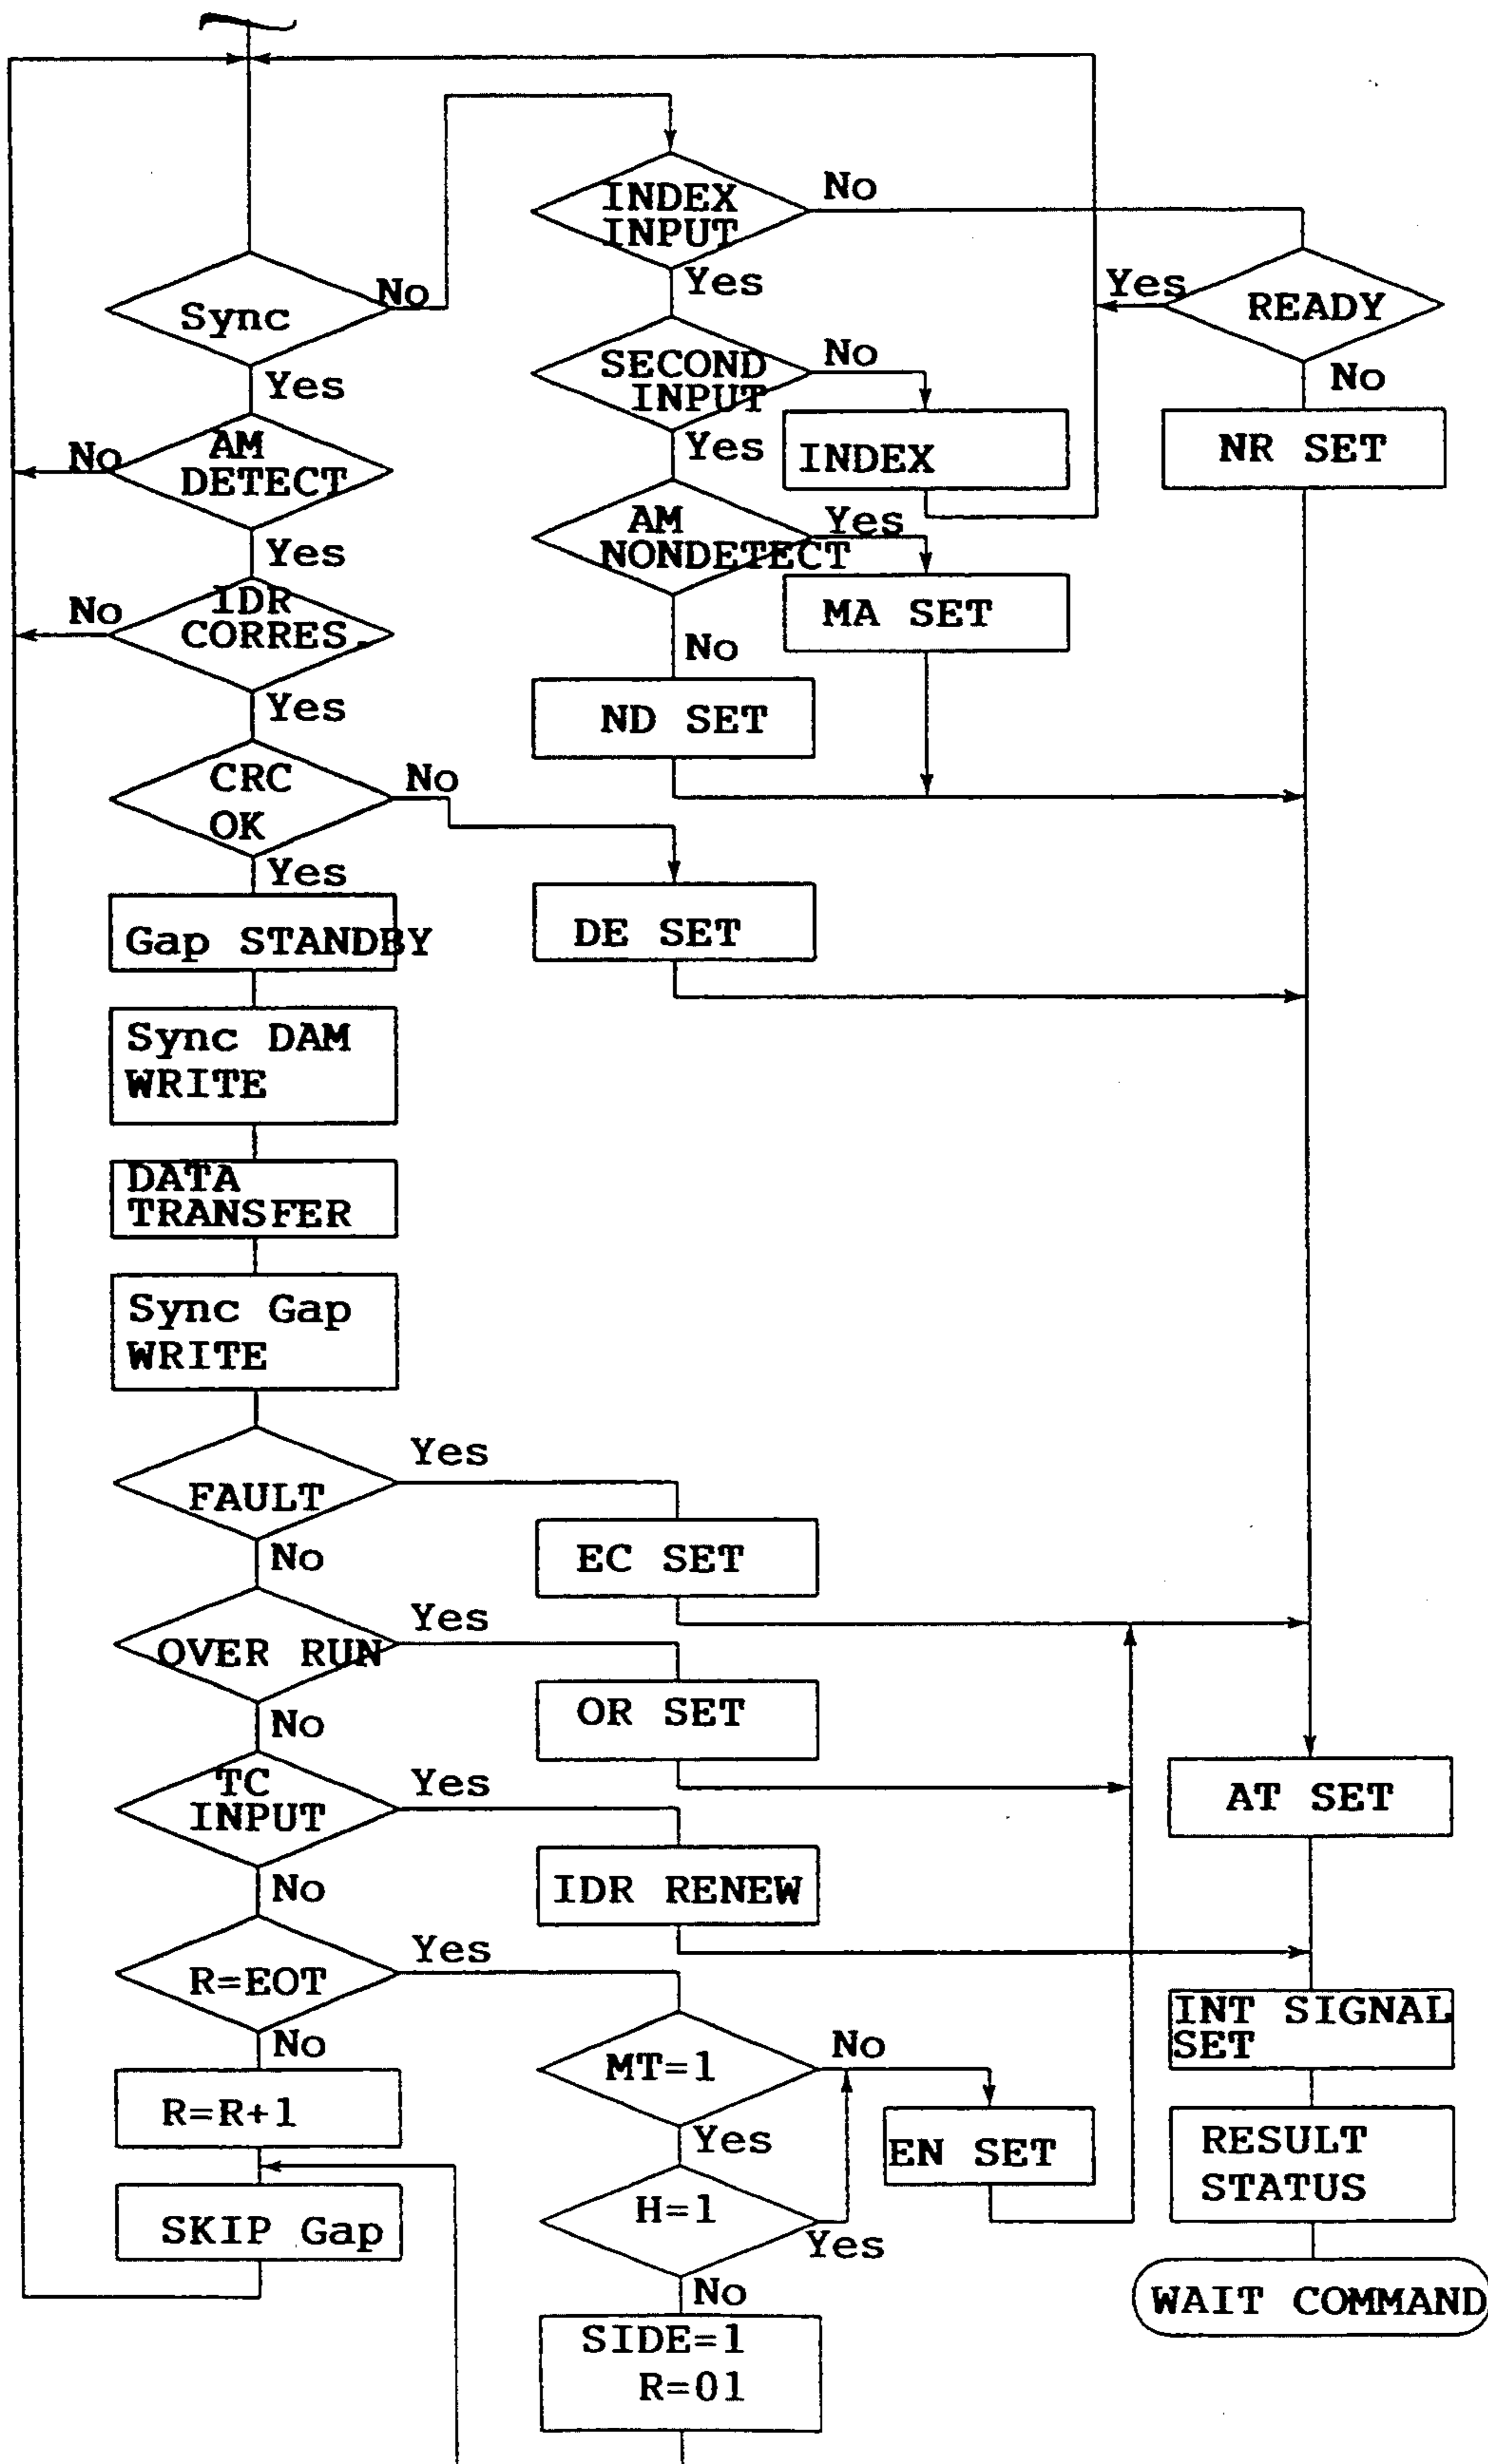 INDEX
INPUT
No
Sync
No
Yes
Yes
READY
Yes
No
SECOND
INPUT
No
AM
DETECT
No
Yes
INDEX
NR SET
Yes
AM
NONDETECT
Yes
IDR
CORRES.
No
Yes
MA SET
No
ND SET
CRC
OK
No
Yes
Gap STANDBY
DE SET
Sync DAM
WRITE
DATA
TRANSFER
Sync Gap
WRITE
FAULT
Yes
No
EC SET
OVER RUN
Yes
No
OR SET
TC
INPUT
Yes
No
AT SET
IDR RENEW
R=EOT
Yes
No
INT SIGNAL
SET
MT=1
No
Yes
R=R+1
EN SET
RESULT
STATUS
H=1
Yes
No
SKIP Gap
WAIT COMMAND
SIDE=1
R=01